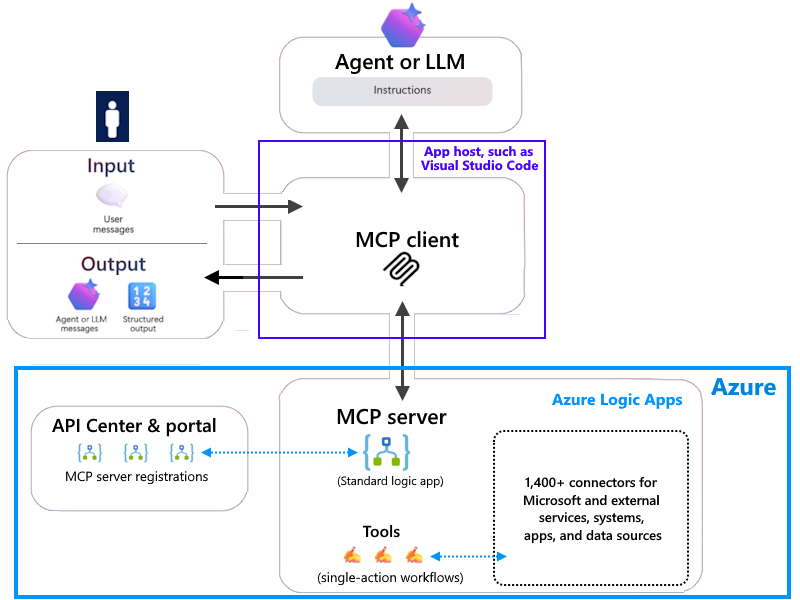 Agent or LLM
Instructions
App host, such as
Visual Studio Code
Input
User
messages
Output
1 2
3 4
Agent or LLM
messages
Structured
output
MCP client
Azure
Azure Logic Apps
API Center & portal
MCP server registrations
MCP server
(Standard logic app)
Tools
(single-action workflows)
1,400+ connectors for
Microsoft and external
services, systems,
apps, and data sources